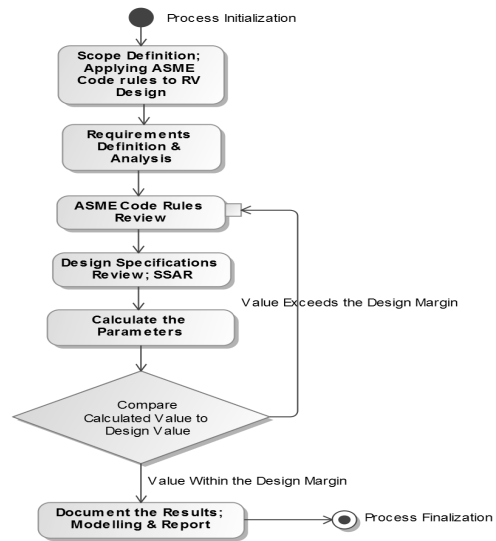 Process Initialization
Scope Definition;
Applying ASME
Code rules to RV
Design
Requirements
Definition &
Analysis
ASME Code Rules
Review
Design Specifications
Review; SSAR
Value Exceeds the Design Margin
Calculate the
Parameters
Compare
Calculated Value to
Design Value
Value Within the Design Margin
Document the Results;
Modelling & Report
Process Finalization